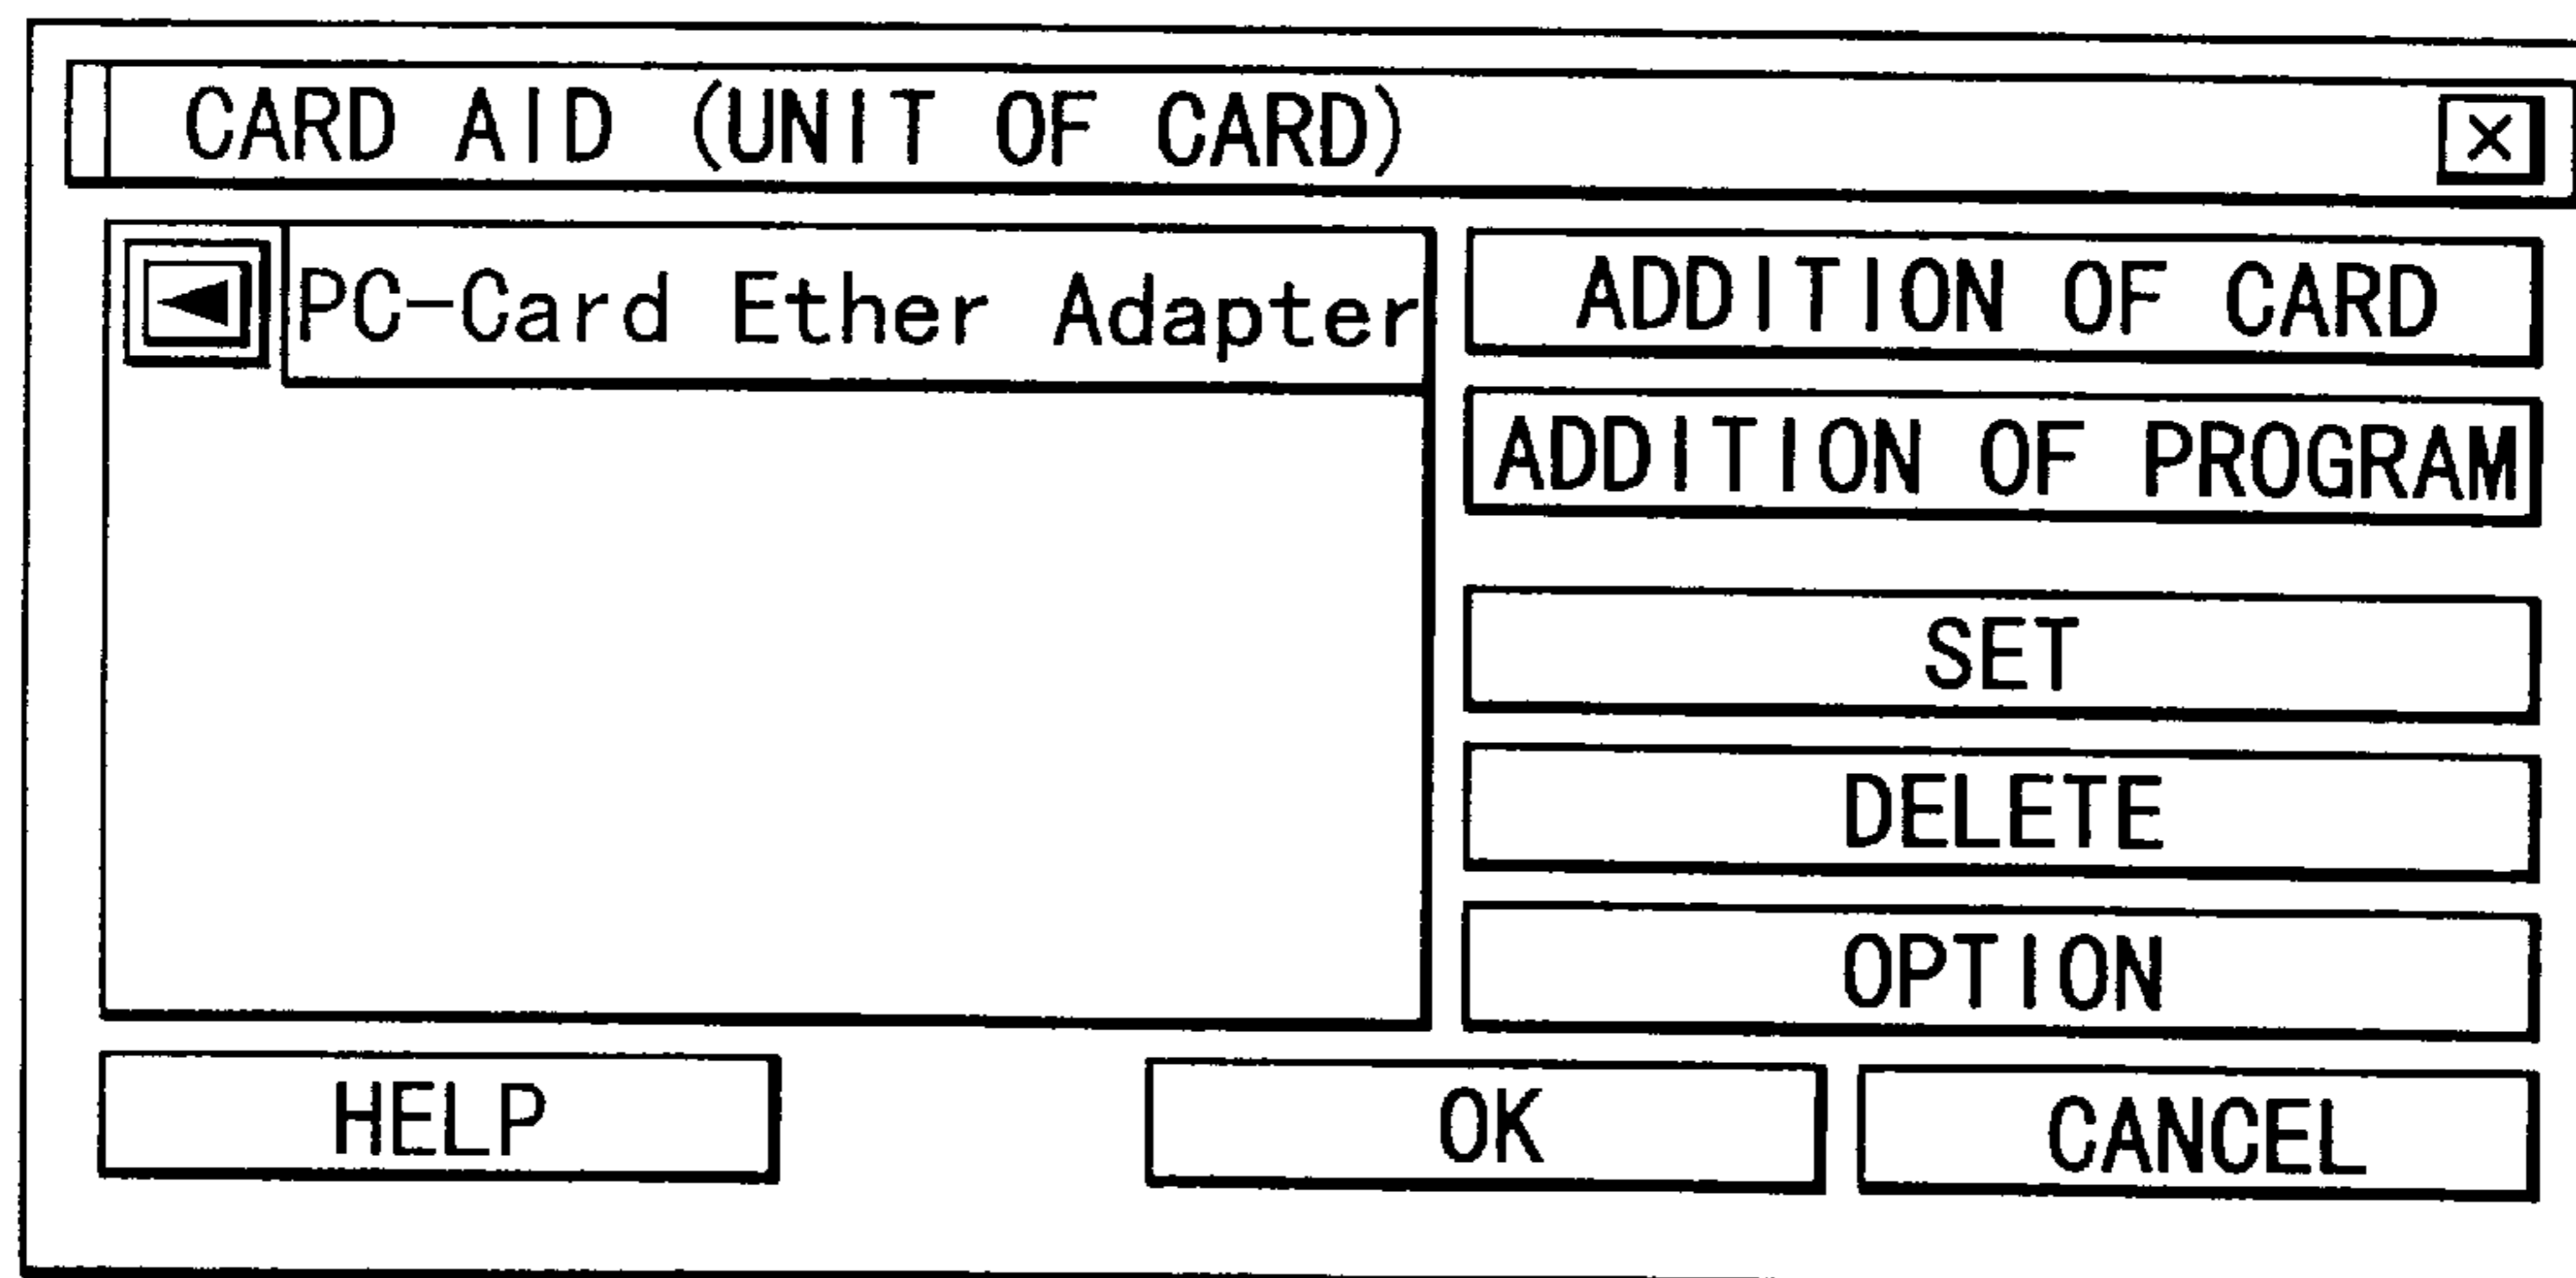 CARD AID (UNIT OF CARD)
PC-Card Ether Adapter
ADDITION OF CARD
ADDITION OF PROGRAM
SET
DELETE
OPTION
HELP
OK
CANCEL